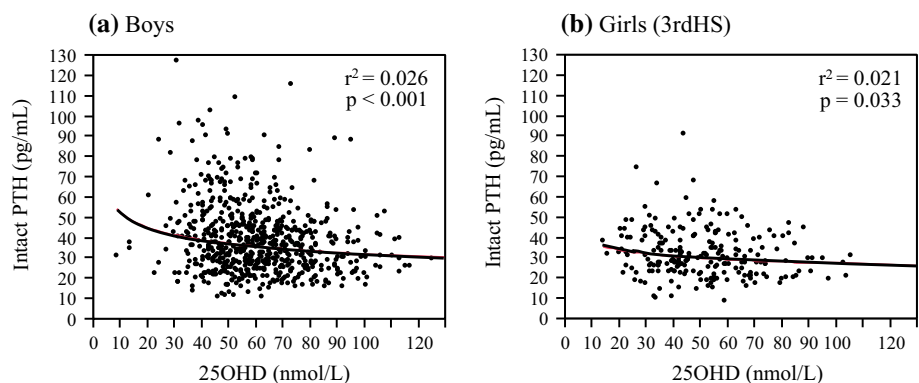 (a) Boys
130
120
110
100
90
80
70
60
50
40
30
20
10
0
Intact PTH (pg/mL)
r² = 0.026
p < 0.001
0 10 20 30 40 50 60 70 80 90 100 120
25OHD (nmol/L)
(b) Girls (3rdHS)
130
120
110
100
90
80
70
60
50
40
30
20
10
0
Intact PTH (pg/mL)
r² = 0.021
p = 0.033
0 10 20 30 40 50 60 70 80 90 100 120
25OHD (nmol/L)